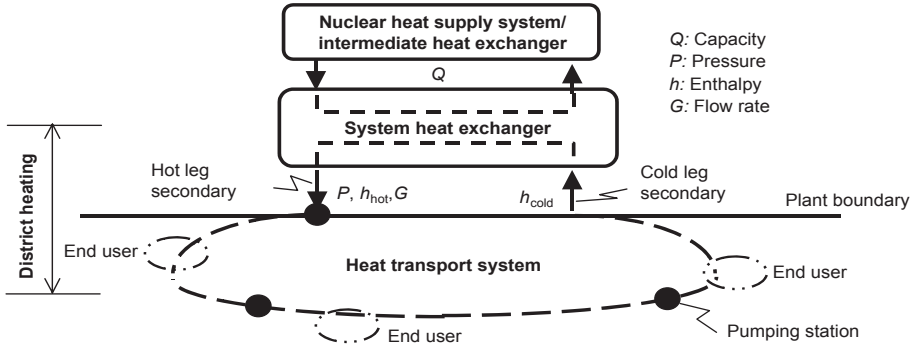 Nuclear heat supply system/
intermediate heat exchanger
Q: Capacity
P: Pressure
h: Enthalpy
G: Flow rate
Q
System heat exchanger
District heating
Hot leg
secondary
P, hhot,G
hcold
Cold leg
secondary
Plant boundary
End user
Heat transport system
End user
End user
Pumping station